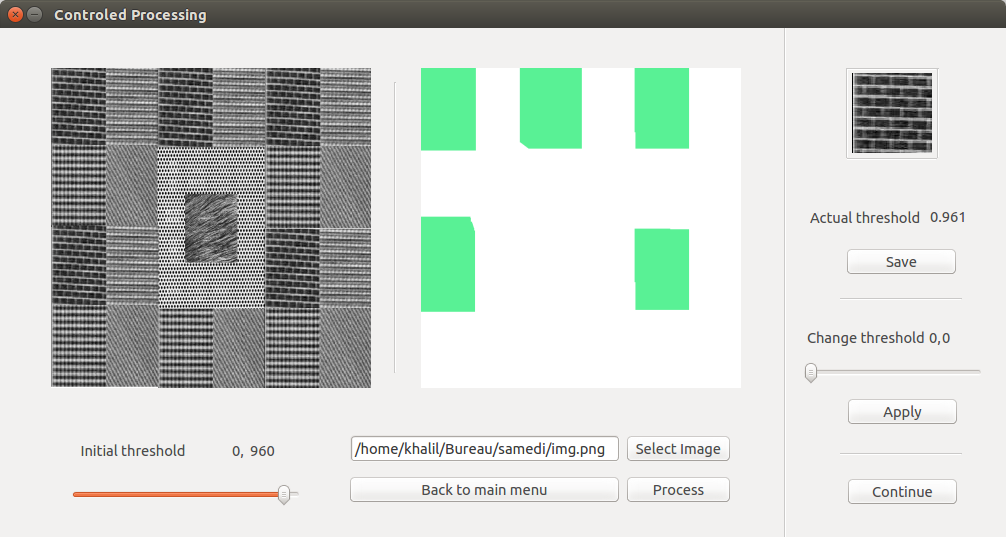 Controled Processing
Actual threshold 0.961
Save
Change threshold 0,0
Apply
Initial threshold 0, 960
/home/khalil/Bureau/samedi/img.png
Select Image
Back to main menu
Process
Continue